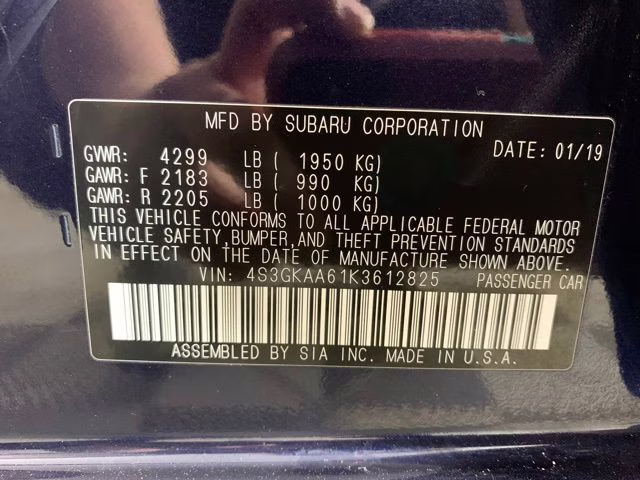 MFD BY SUBARU CORPORATION
DATE: 01/19
GVWR: 4299 LB ( 1950 KG)
GAWR: F 2183 LB ( 990 KG)
GAWR: R 2205 LB ( 1000 KG)
THIS VEHICLE CONFORMS TO ALL APPLICABLE FEDERAL MOTOR
VEHICLE SAFETY,BUMPER,AND THEFT PREVENTION STANDARDS
IN EFFECT ON THE DATE OF MANUFACTURE SHOWN ABOVE.
VIN: 4S3GKAA61K3612825 PASSENGER CAR
ASSEMBLED BY SIA INC. MADE IN U.S.A.